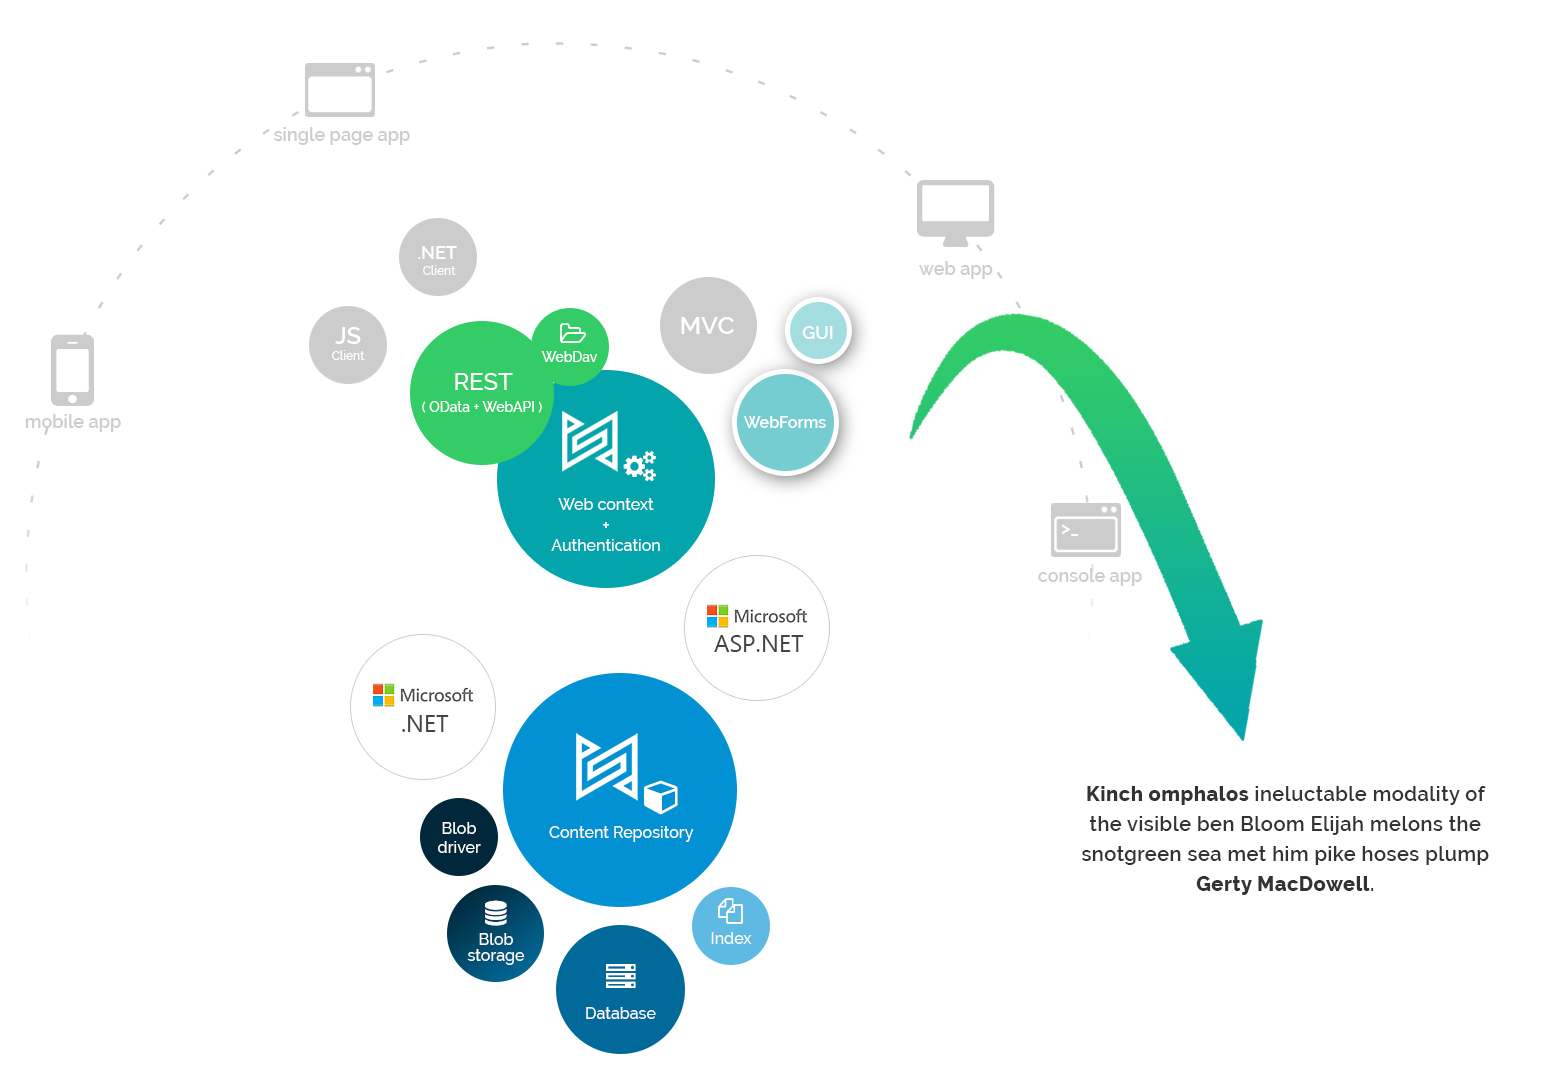 single page app
web app
.NET
Client
JS
Client
MVC
GUI
WebDav
REST
( OData + WebAPI )
WebForms
mobile app
Web context
+
Authentication
>_
console app
Microsoft
ASP.NET
Microsoft
.NET
Content Repository
Blob
driver
Blob
storage
Index
Database
Kinch omphalos ineluctable modality of
the visible ben Bloom Elijah melons the
snotgreen sea met him pike hoses plump
Gerty MacDowell.